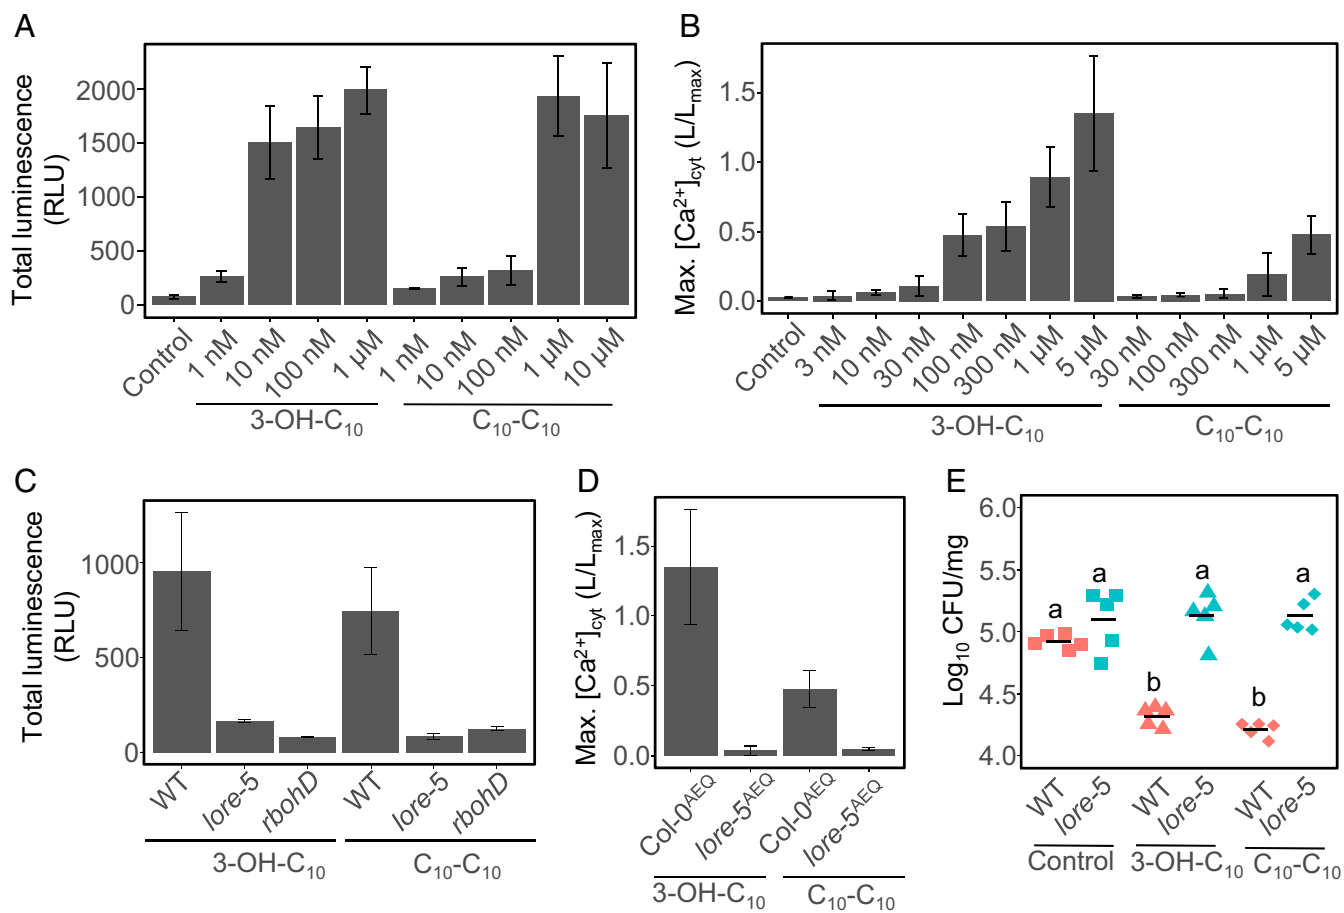 A
Total luminescence
(RLU)
2000
1500
1000
500
0
Control
1 nM
10 nM
100 nM
1 µM
1 nM
10 nM
100 nM
1 µM
10 µM
3-OH-C₁₀
C₁₀-C₁₀
B
Max. [Ca²⁺]cyt (L/Lmax)
1.5
1.0
0.5
0.0
Control
3 nM
10 nM
30 nM
100 nM
300 nM
1 µM
5 µM
30 nM
100 nM
300 nM
1 µM
5 µM
3-OH-C₁₀
C₁₀-C₁₀
C
Total luminescence
(RLU)
1000
500
0
WT
lore-5
rbohD
WT
lore-5
rbohD
3-OH-C₁₀
C₁₀-C₁₀
D
Max. [Ca²⁺]cyt (L/Lmax)
1.5
1.0
0.5
0.0
Col-0ᴬᴱQ
lore-5ᴬᴱQ
Col-0ᴬᴱQ
lore-5ᴬᴱQ
3-OH-C₁₀
C₁₀-C₁₀
E
Log₁₀ CFU/mg
6.0
5.5
5.0
4.5
4.0
a
a
b
a
b
a
WT
lore-5
WT
lore-5
WT
lore-5
Control
3-OH-C₁₀
C₁₀-C₁₀